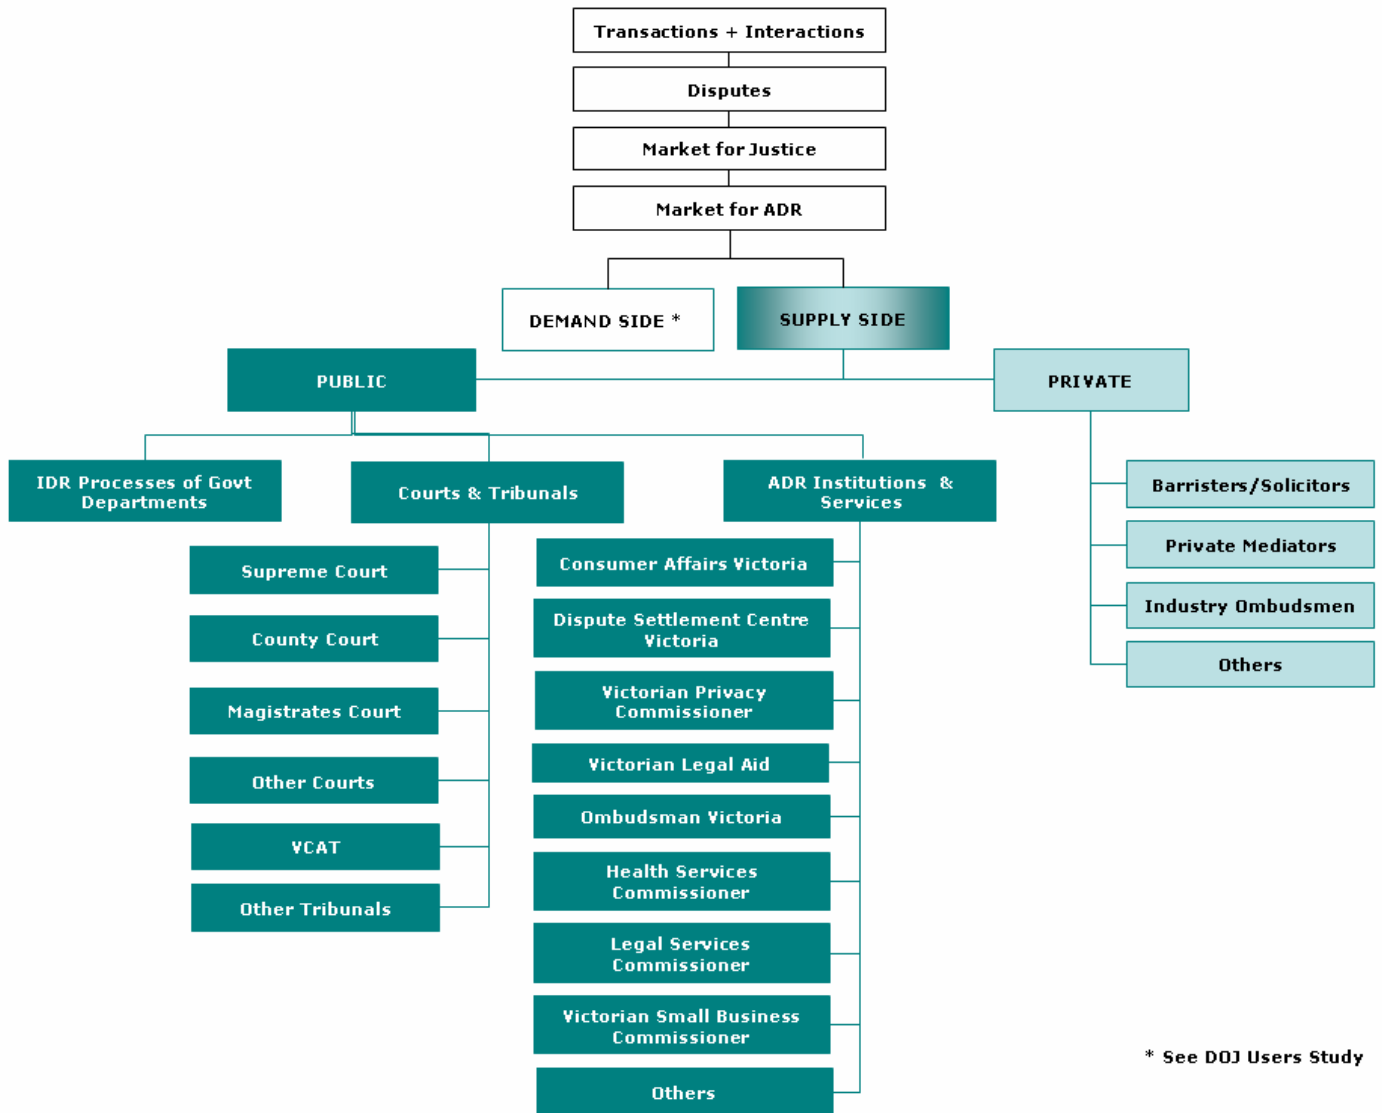 Transactions + Interactions
Disputes
Market for Justice
Market for ADR
DEMAND SIDE *
SUPPLY SIDE
PUBLIC
PRIVATE
IDR Processes of Govt
Departments
Courts & Tribunals
ADR Institutions &
Services
Supreme Court
County Court
Magistrates Court
Other Courts
VCAT
Other Tribunals
Consumer Affairs Victoria
Dispute Settlement Centre
Victoria
Victorian Privacy
Commissioner
Victorian Legal Aid
Ombudsman Victoria
Health Services
Commissioner
Legal Services
Commissioner
Victorian Small Business
Commissioner
Others
Barristers/Solicitors
Private Mediators
Industry Ombudsmen
Others
* See DOJ Users Study